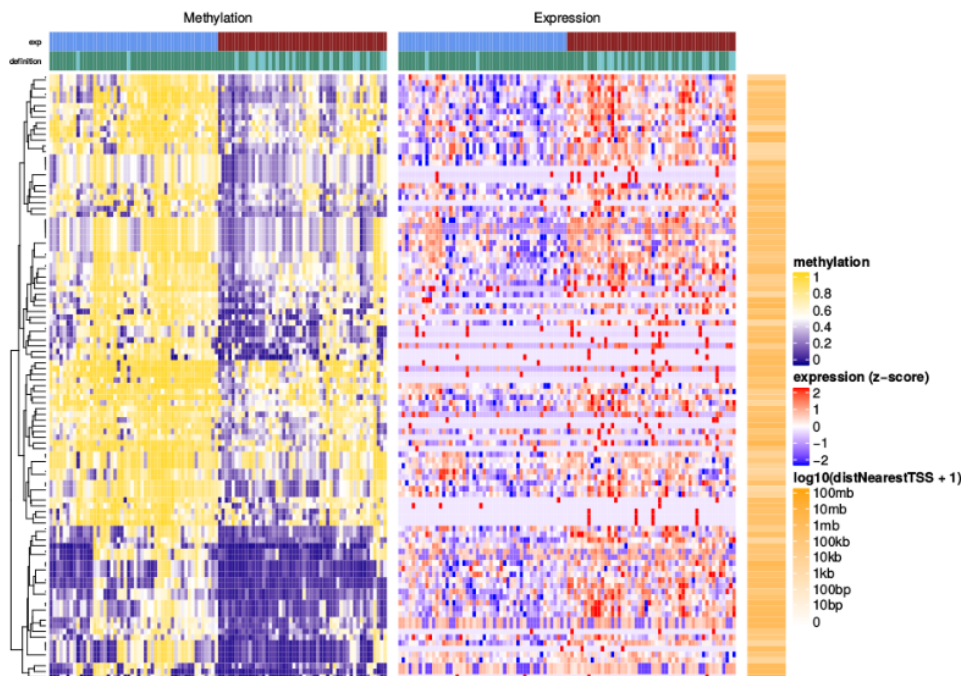 Methylation Expression
exp
definition
methylation
1
0.8
0.6
0.4
0.2
0
expression (z-score)
2
1
0
−1
−2
log10(distNearestTSS + 1)
100mb
10mb
1mb
100kb
10kb
1kb
100bp
10bp
0